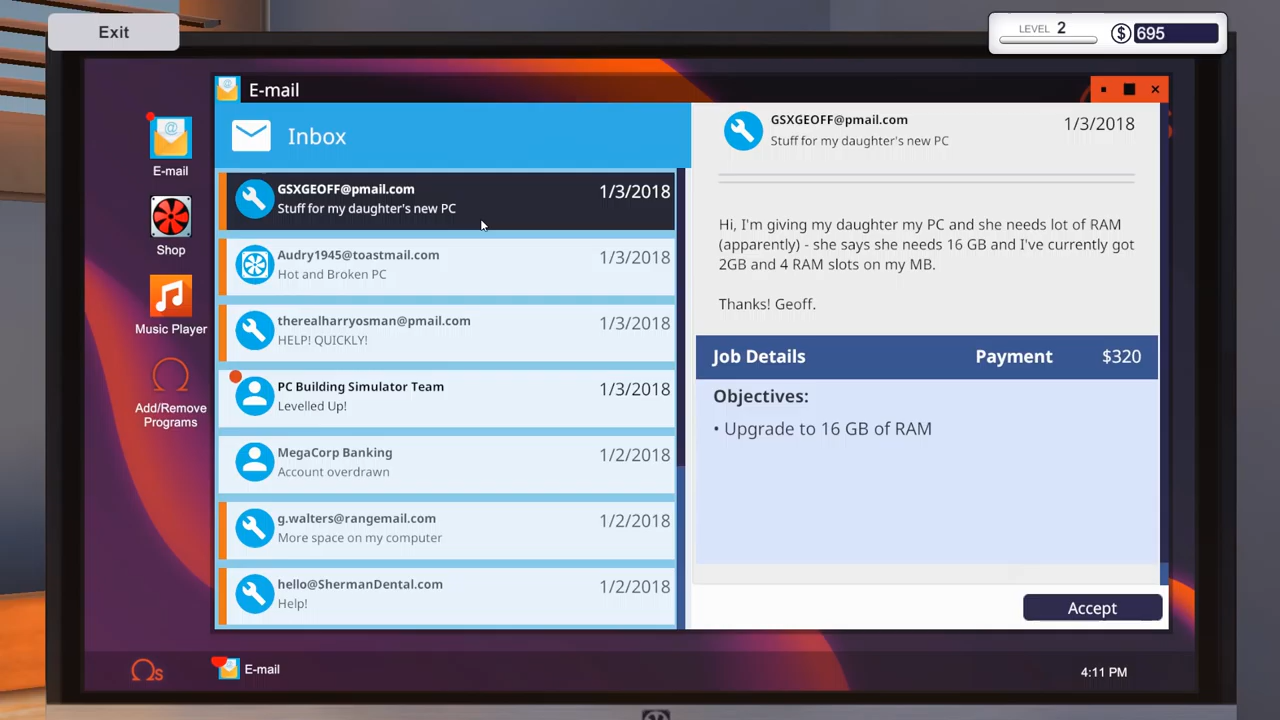 Exit
LEVEL 2
$ 695
E-mail
Shop
Music Player
Add/Remove
Programs
E-mail
Inbox
GSXGEOFF@pmail.com 1/3/2018
Stuff for my daughter's new PC
Audry1945@toastmail.com 1/3/2018
Hot and Broken PC
therealharryosman@pmail.com 1/3/2018
HELP! QUICKLY!
PC Building Simulator Team 1/3/2018
Levelled Up!
MegaCorp Banking 1/2/2018
Account overdrawn
g.walters@rangemail.com 1/2/2018
More space on my computer
hello@ShermanDental.com 1/2/2018
Help!
GSXGEOFF@pmail.com 1/3/2018
Stuff for my daughter's new PC
Hi, I'm giving my daughter my PC and she needs lot of RAM
(apparently) - she says she needs 16 GB and I've currently got
2GB and 4 RAM slots on my MB.
Thanks! Geoff.
Job Details Payment $320
Objectives:
• Upgrade to 16 GB of RAM
Accept
Ωs
E-mail
4:11 PM